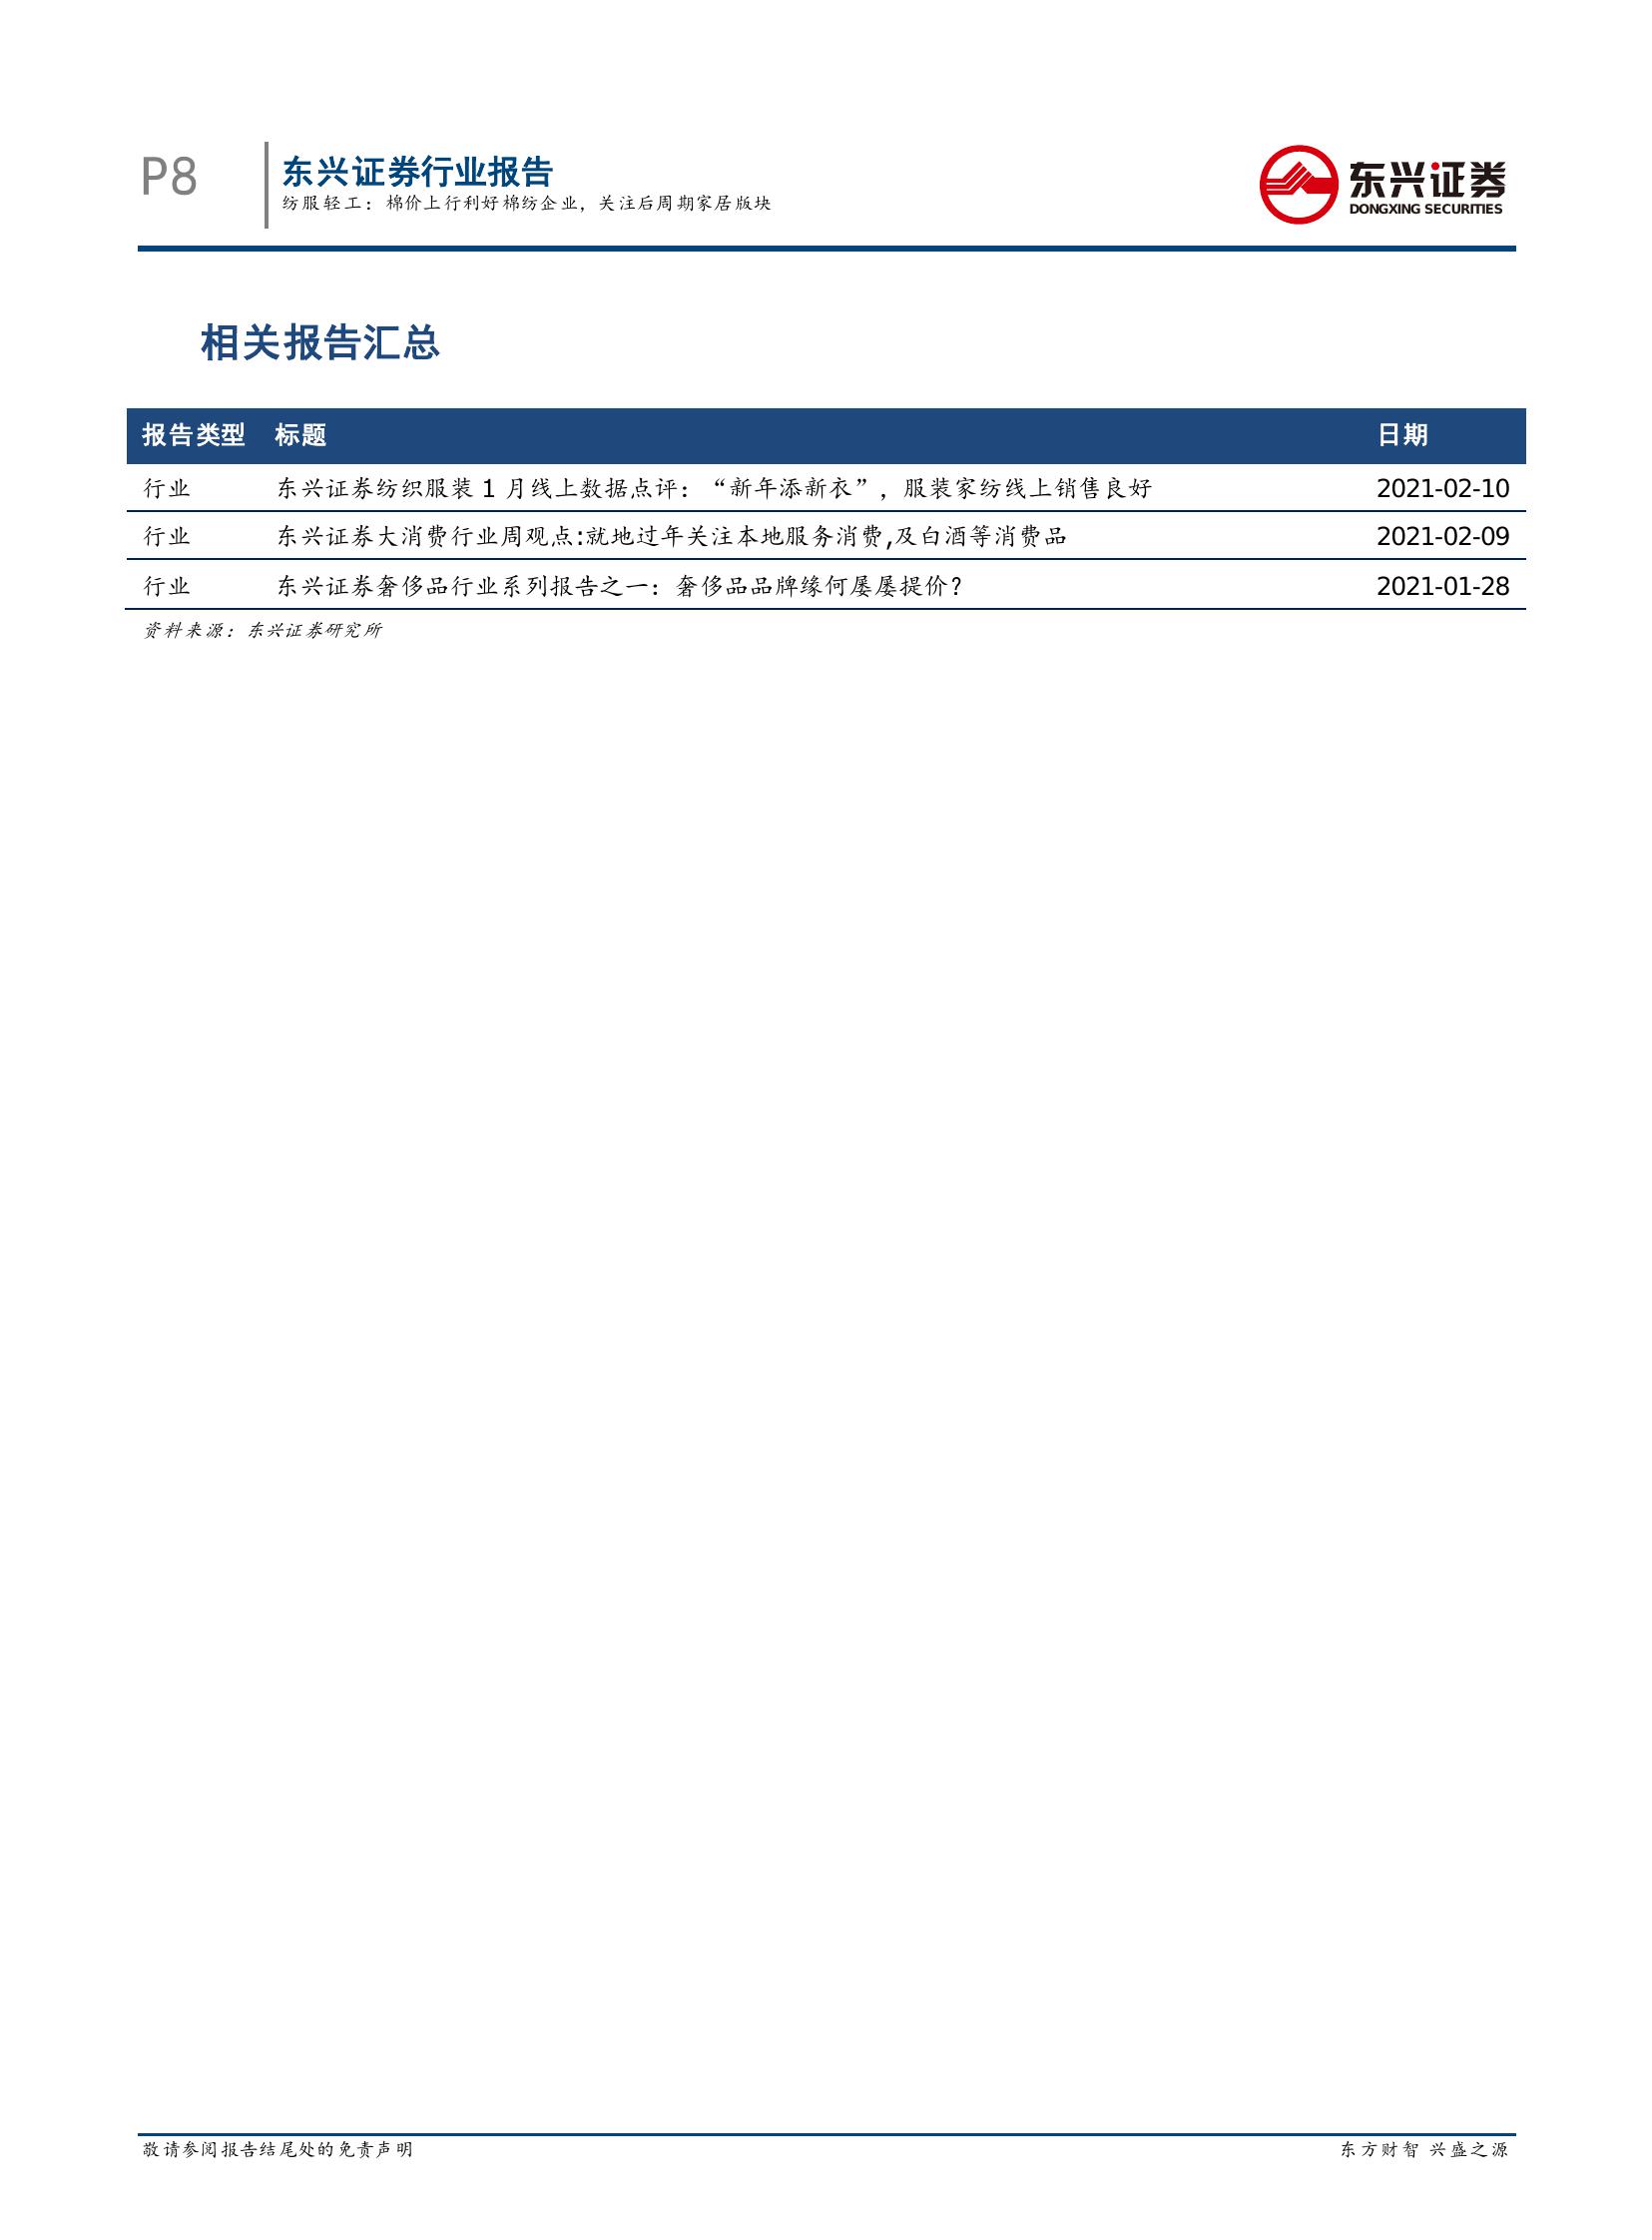 P8
东兴证券行业报告
纺服轻工：棉价上行利好棉纺企业，关注后周期家居版块
东兴证券
DONGXING SECURITIES
相关报告汇总
报告类型 标题 日期
行业 东兴证券纺织服装 1 月线上数据点评：“新年添新衣”，服装家纺线上销售良好 2021-02-10
行业 东兴证券大消费行业周观点:就地过年关注本地服务消费,及白酒等消费品 2021-02-09
行业 东兴证券奢侈品行业系列报告之一：奢侈品品牌缘何屡屡提价？ 2021-01-28
资料来源：东兴证券研究所
敬请参阅报告结尾处的免责声明 东方财智 兴盛之源